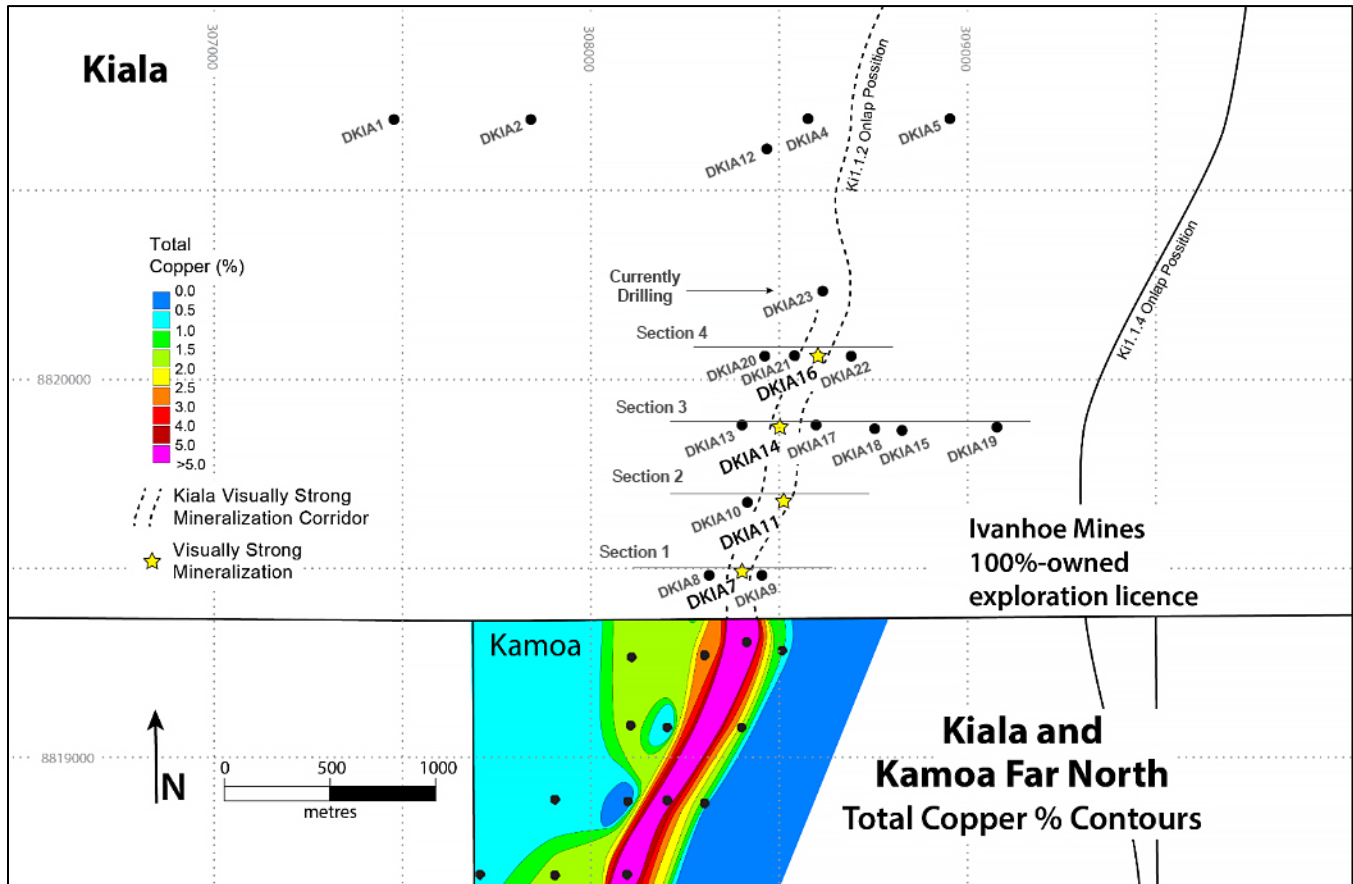 307000
308000
309000
Kiala
Ki1.1.2 Onlap Possition
DKIA1
DKIA2
DKIA12
DKIA4
DKIA5
Ki1.1.4 Onlap Possition
Total
Copper (%)
0.0
0.5
1.0
1.5
2.0
2.5
3.0
4.0
5.0
>5.0
Kiala Visually Strong
Mineralization Corridor
Visually Strong
Mineralization
Currently
Drilling
DKIA23
Section 4
DKIA20
DKIA21
DKIA16
DKIA22
8820000
Section 3
DKIA13
DKIA14
DKIA17
DKIA18
DKIA15
DKIA19
Section 2
DKIA10
DKIA11
Section 1
DKIA8
DKIA7
DKIA9
Ivanhoe Mines
100%-owned
exploration licence
Kamoa
8819000
N
0
500
1000
metres
Kiala and
Kamoa Far North
Total Copper % Contours